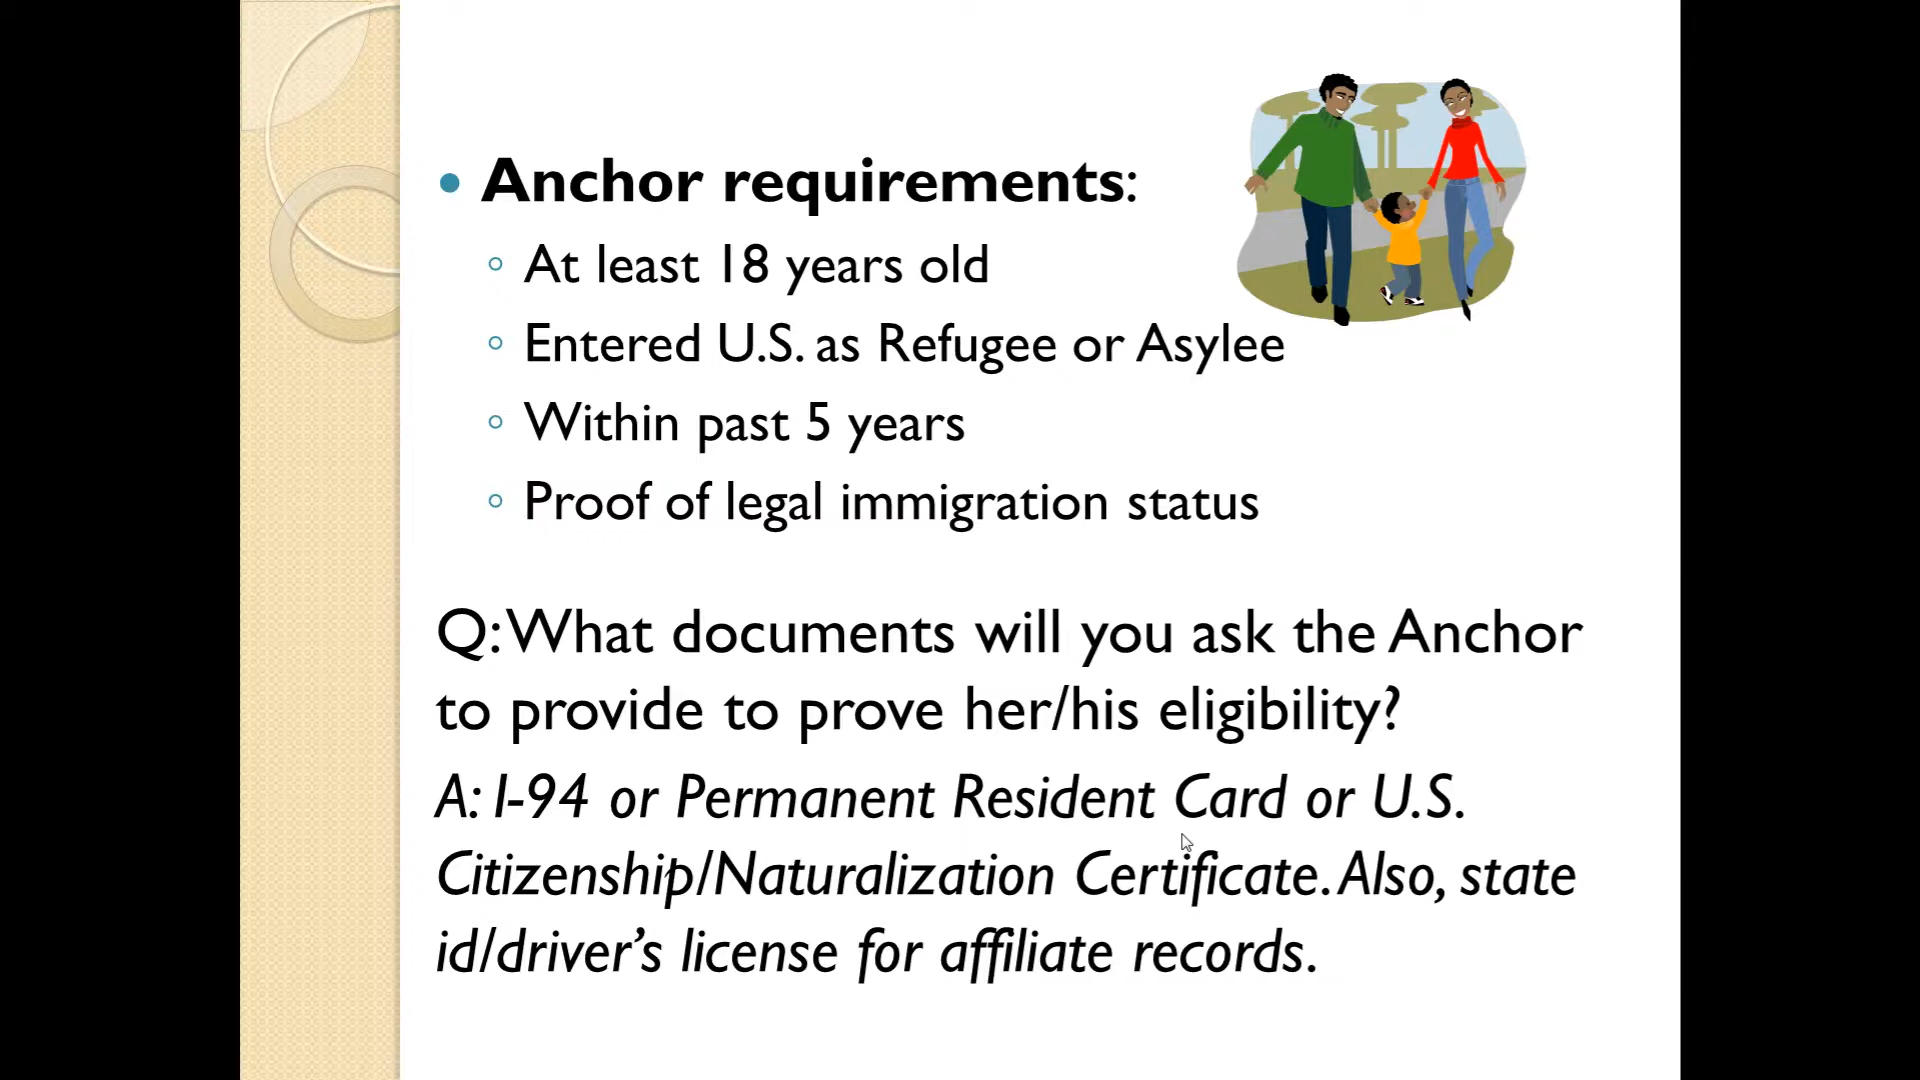 • Anchor requirements:
◦ At least 18 years old
◦ Entered U.S. as Refugee or Asylee
◦ Within past 5 years
◦ Proof of legal immigration status
Q: What documents will you ask the Anchor
to provide to prove her/his eligibility?
A: I-94 or Permanent Resident Card or U.S.
Citizenship/Naturalization Certificate. Also, state
id/driver’s license for affiliate records.